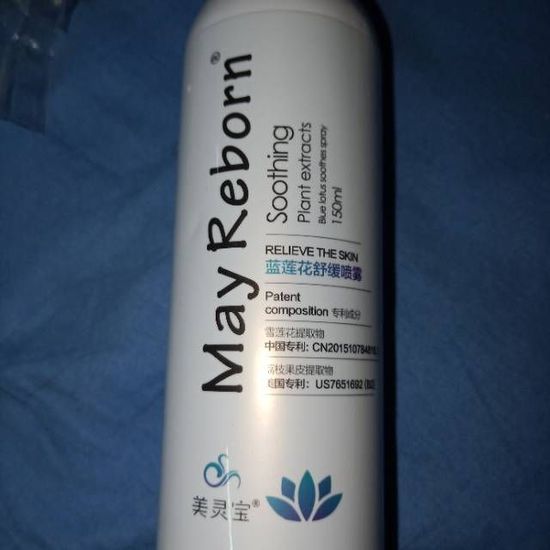 May Reborn®
Soothing
Plant extracts
Blue lotus soothes spray
150ml
RELIEVE THE SKIN
蓝莲花舒缓喷雾
Patent
composition 专利成分
雪莲花提取物
中国专利: CN201510784816.
荔枝果皮提取物
国专利: US7651692
美灵宝®